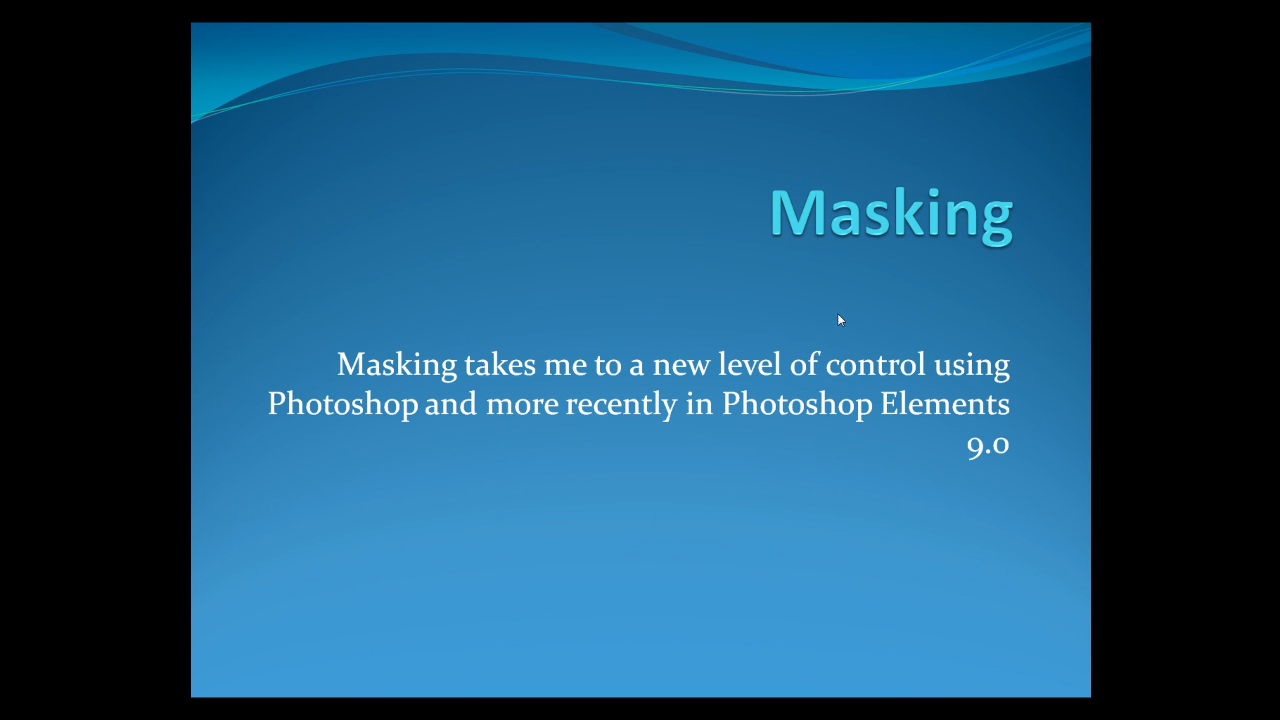 Masking
Masking takes me to a new level of control using
Photoshop and more recently in Photoshop Elements
9.0